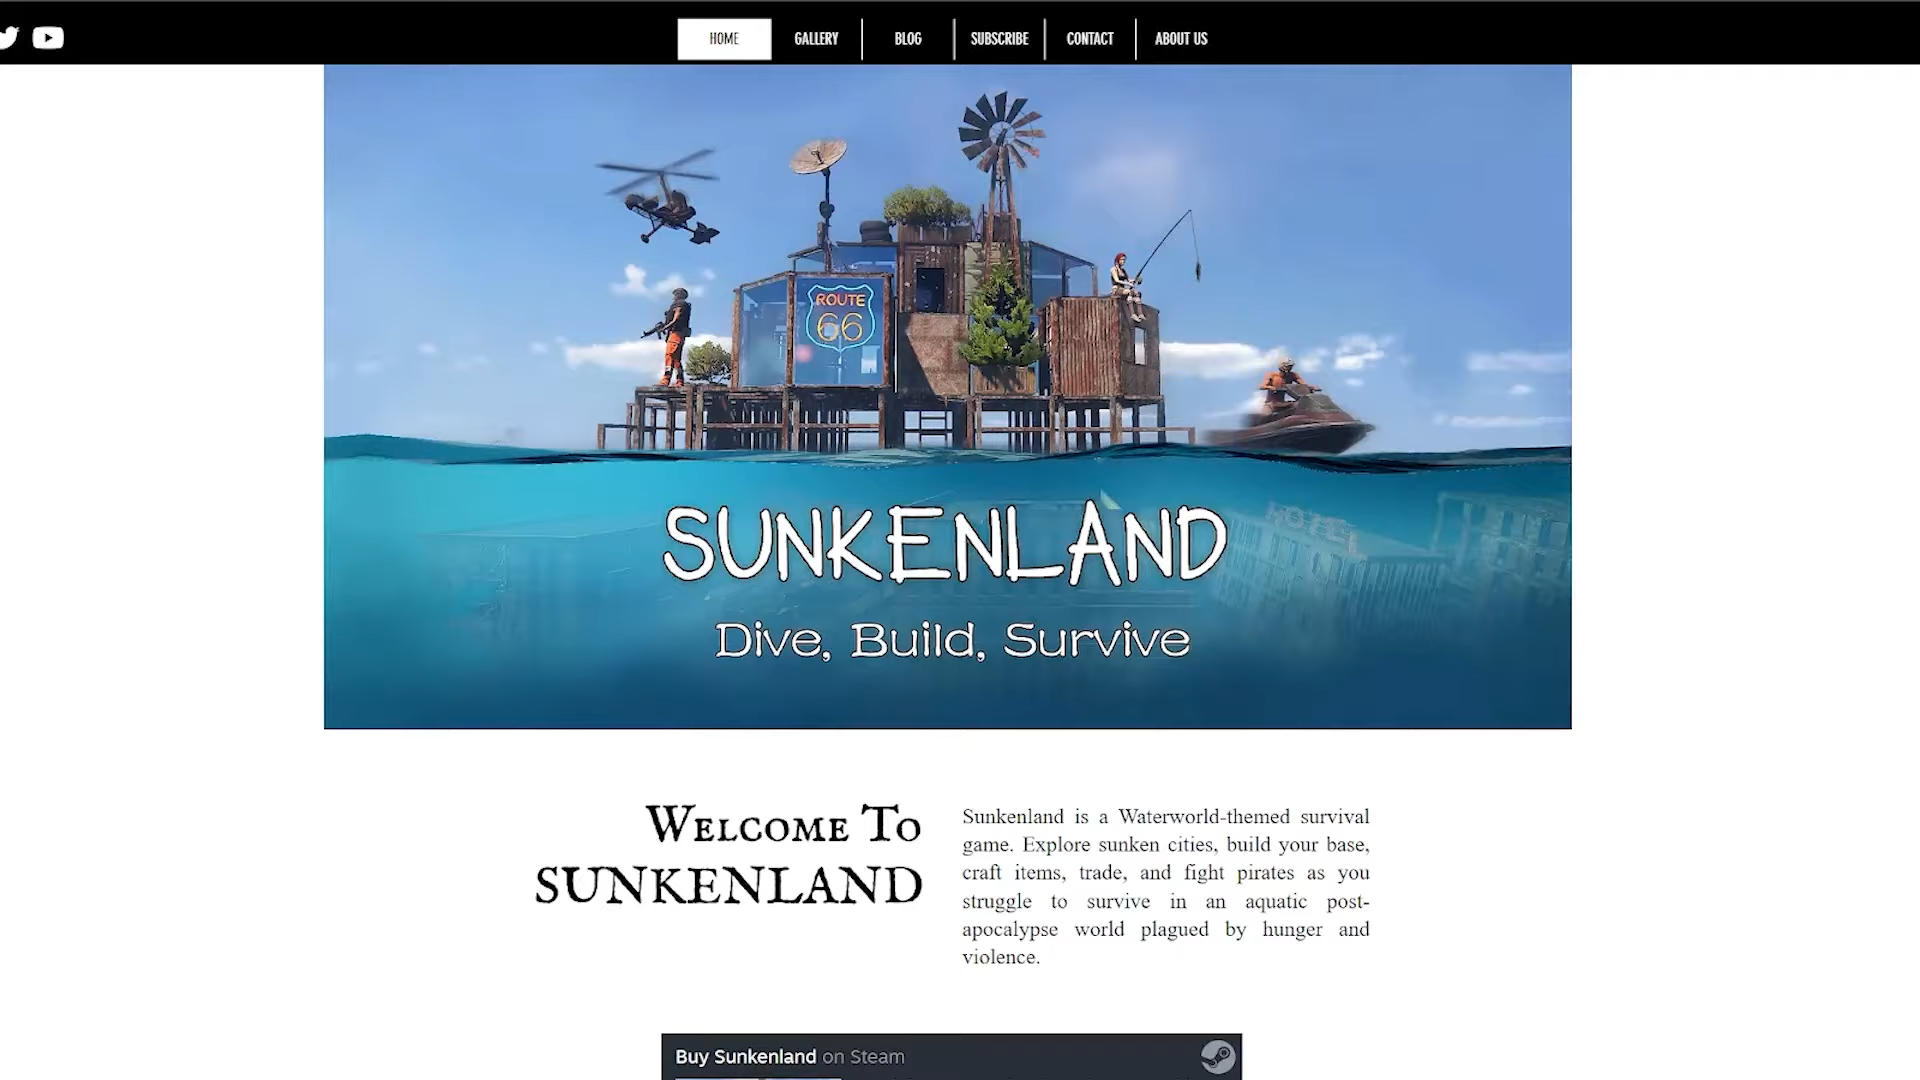 HOME GALLERY BLOG SUBSCRIBE CONTACT ABOUT US
ROUTE
66
HOTEL
SUNKENLAND
Dive, Build, Survive
Welcome To
SUNKENLAND
Sunkenland is a Waterworld-themed survival
game. Explore sunken cities, build your base,
craft items, trade, and fight pirates as you
struggle to survive in an aquatic post-
apocalypse world plagued by hunger and
violence.
Buy Sunkenland on Steam